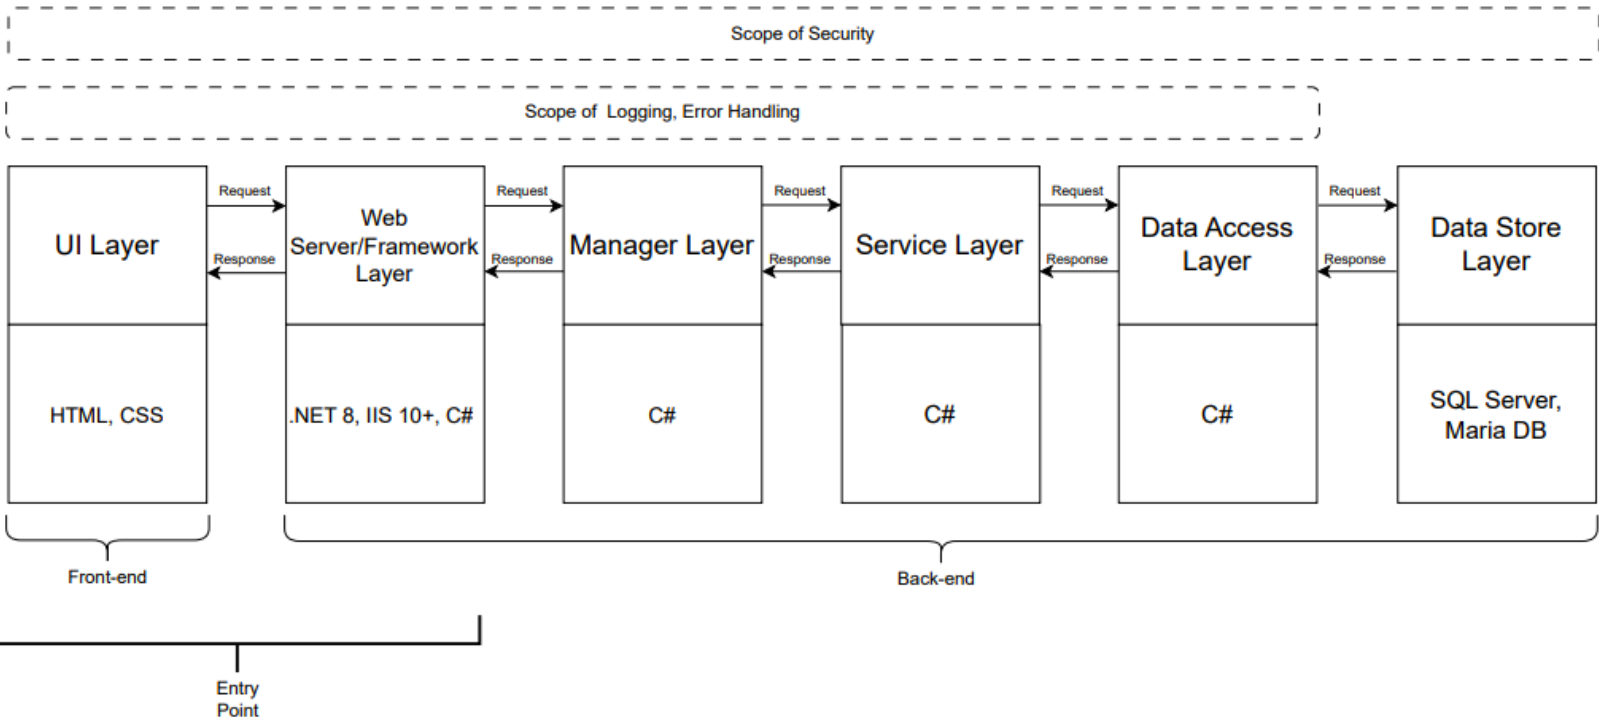 Scope of Security
Scope of Logging, Error Handling
Request
Request
Request
Request
Request
UI Layer
Web
Server/Framework
Layer
Manager Layer
Service Layer
Data Access
Layer
Data Store
Layer
Response
Response
Response
Response
Response
HTML, CSS
.NET 8, IIS 10+, C#
C#
C#
C#
SQL Server,
Maria DB
Front-end
Back-end
Entry
Point